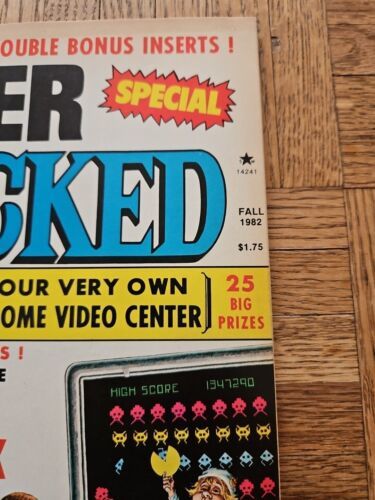 OUBLE BONUS INSERTS !
ER SPECIAL
CKED
14241
FALL
1982
$1.75
OUR VERY OWN
OME VIDEO CENTER
25
BIG
PRIZES
S !
E
HIGH SCORE 1347290
X